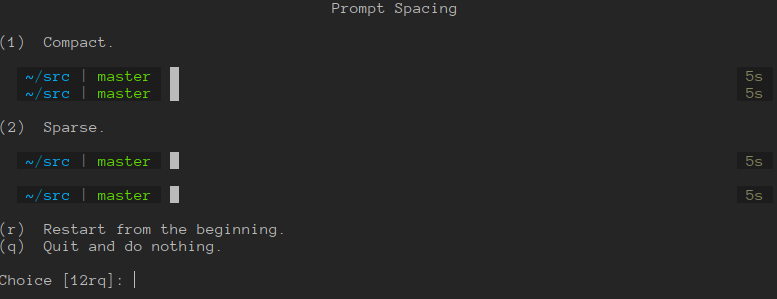 Prompt Spacing
(1) Compact.
~/src | master 5s
~/src | master 5s
(2) Sparse.
~/src | master 5s
~/src | master 5s
(r) Restart from the beginning.
(q) Quit and do nothing.
Choice [12rq]: